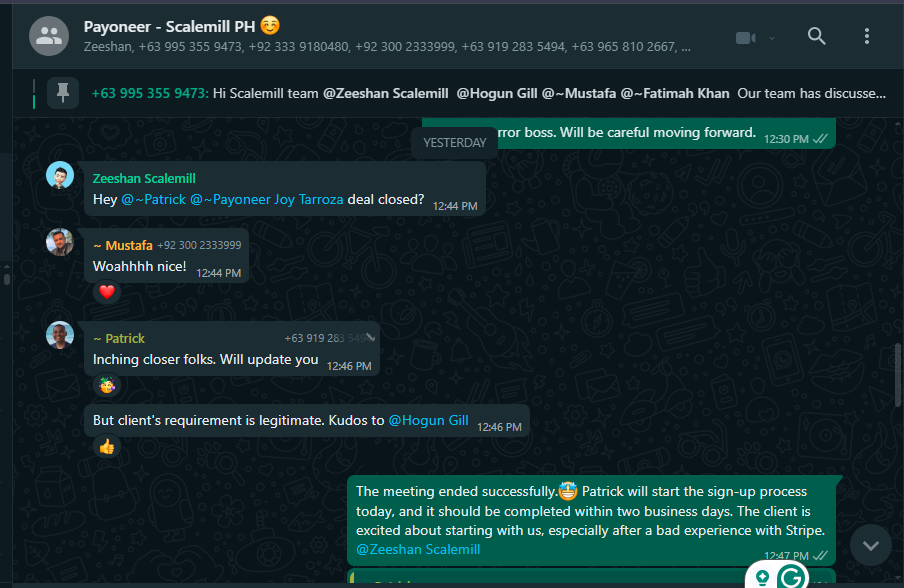 Payoneer - Scalemill PH 😊
Zeeshan, +63 995 355 9473, +92 333 9180480, +92 300 2333999, +63 919 283 5494, +63 965 810 2667, ...
+63 995 355 9473: Hi Scalemill team @Zeeshan Scalemill @Hogun Gill @~Mustafa @~Fatimah Khan Our team has discusse...
rror boss. Will be careful moving forward. 12:30 PM
YESTERDAY
Zeeshan Scalemill
Hey @~Patrick @~Payoneer Joy Tarroza deal closed? 12:44 PM
~ Mustafa +92 300 2333999
Woahhhh nice! 12:44 PM
~ Patrick +63 919 283 5494
Inching closer folks. Will update you 12:46 PM
But client's requirement is legitimate. Kudos to @Hogun Gill 12:46 PM
The meeting ended successfully.🤩 Patrick will start the sign-up process
today, and it should be completed within two business days. The client is
excited about starting with us, especially after a bad experience with Stripe.
@Zeeshan Scalemill 12:47 PM